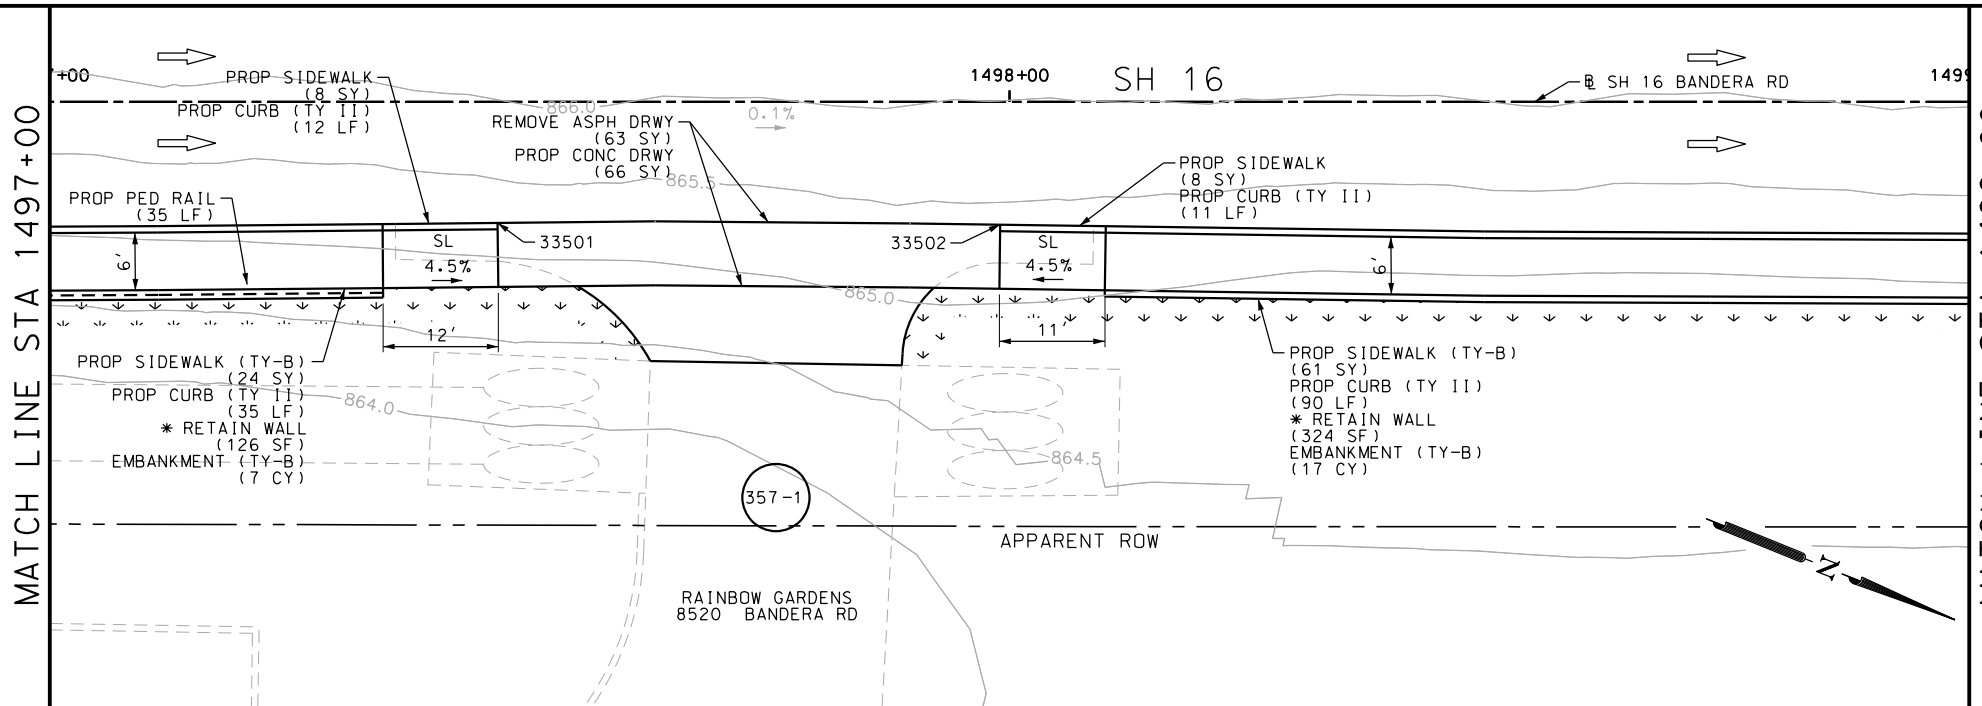 MATCH LINE STA 1497+00
+00
1498+00
SH 16
℄ SH 16 BANDERA RD
PROP SIDEWALK
(8 SY)
PROP CURB (TY II)
(12 LF)
866.0
0.1%
REMOVE ASPH DRWY
(63 SY)
PROP CONC DRWY
(66 SY)
865.5
PROP SIDEWALK
(8 SY)
PROP CURB (TY II)
(11 LF)
PROP PED RAIL
(35 LF)
6'
SL
4.5%
33501
33502
SL
4.5%
6'
865.0
12'
11'
PROP SIDEWALK (TY-B)
(24 SY)
PROP CURB (TY II)
(35 LF)
* RETAIN WALL
(126 SF)
EMBANKMENT (TY-B)
(7 CY)
864.0
PROP SIDEWALK (TY-B)
(61 SY)
PROP CURB (TY II)
(90 LF)
* RETAIN WALL
(324 SF)
EMBANKMENT (TY-B)
(17 CY)
864.5
357-1
APPARENT ROW
N
RAINBOW GARDENS
8520 BANDERA RD